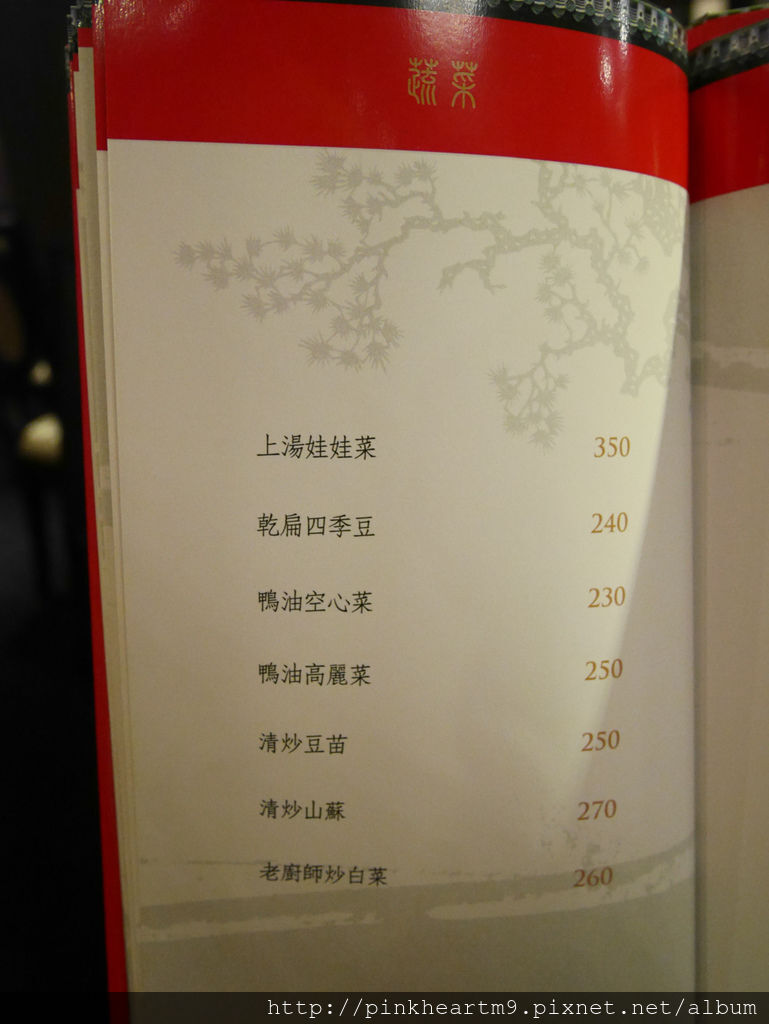 蔬菜
上湯娃娃菜 350
乾扁四季豆 240
鴨油空心菜 230
鴨油高麗菜 250
清炒豆苗 250
清炒山蘇 270
老廚師炒白菜 260
http://pinkheartm9.pixnet.net/album